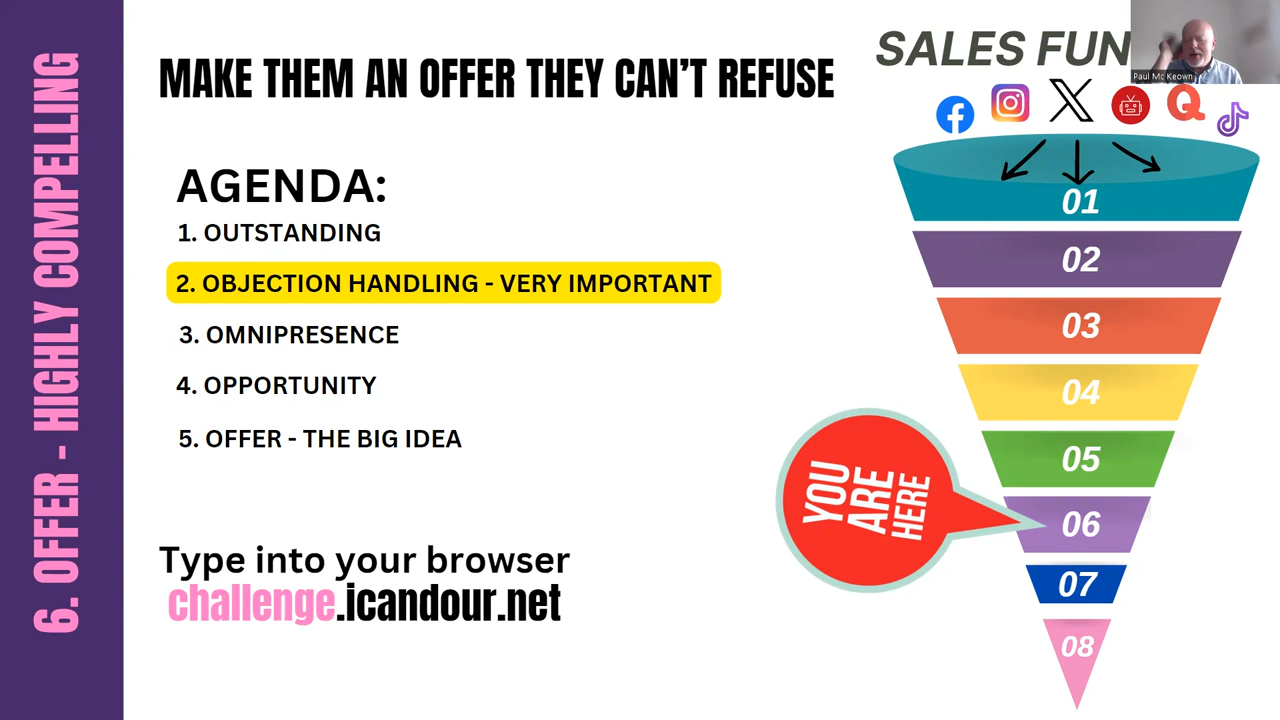 6. OFFER - HIGHLY COMPELLING
MAKE THEM AN OFFER THEY CAN'T REFUSE
AGENDA:
1. OUTSTANDING
2. OBJECTION HANDLING - VERY IMPORTANT
3. OMNIPRESENCE
4. OPPORTUNITY
5. OFFER - THE BIG IDEA
Type into your browser
challenge.icandour.net
SALES FUN
Paul Mc Keown
01
02
03
04
05
06
07
08
YOU
ARE
HERE